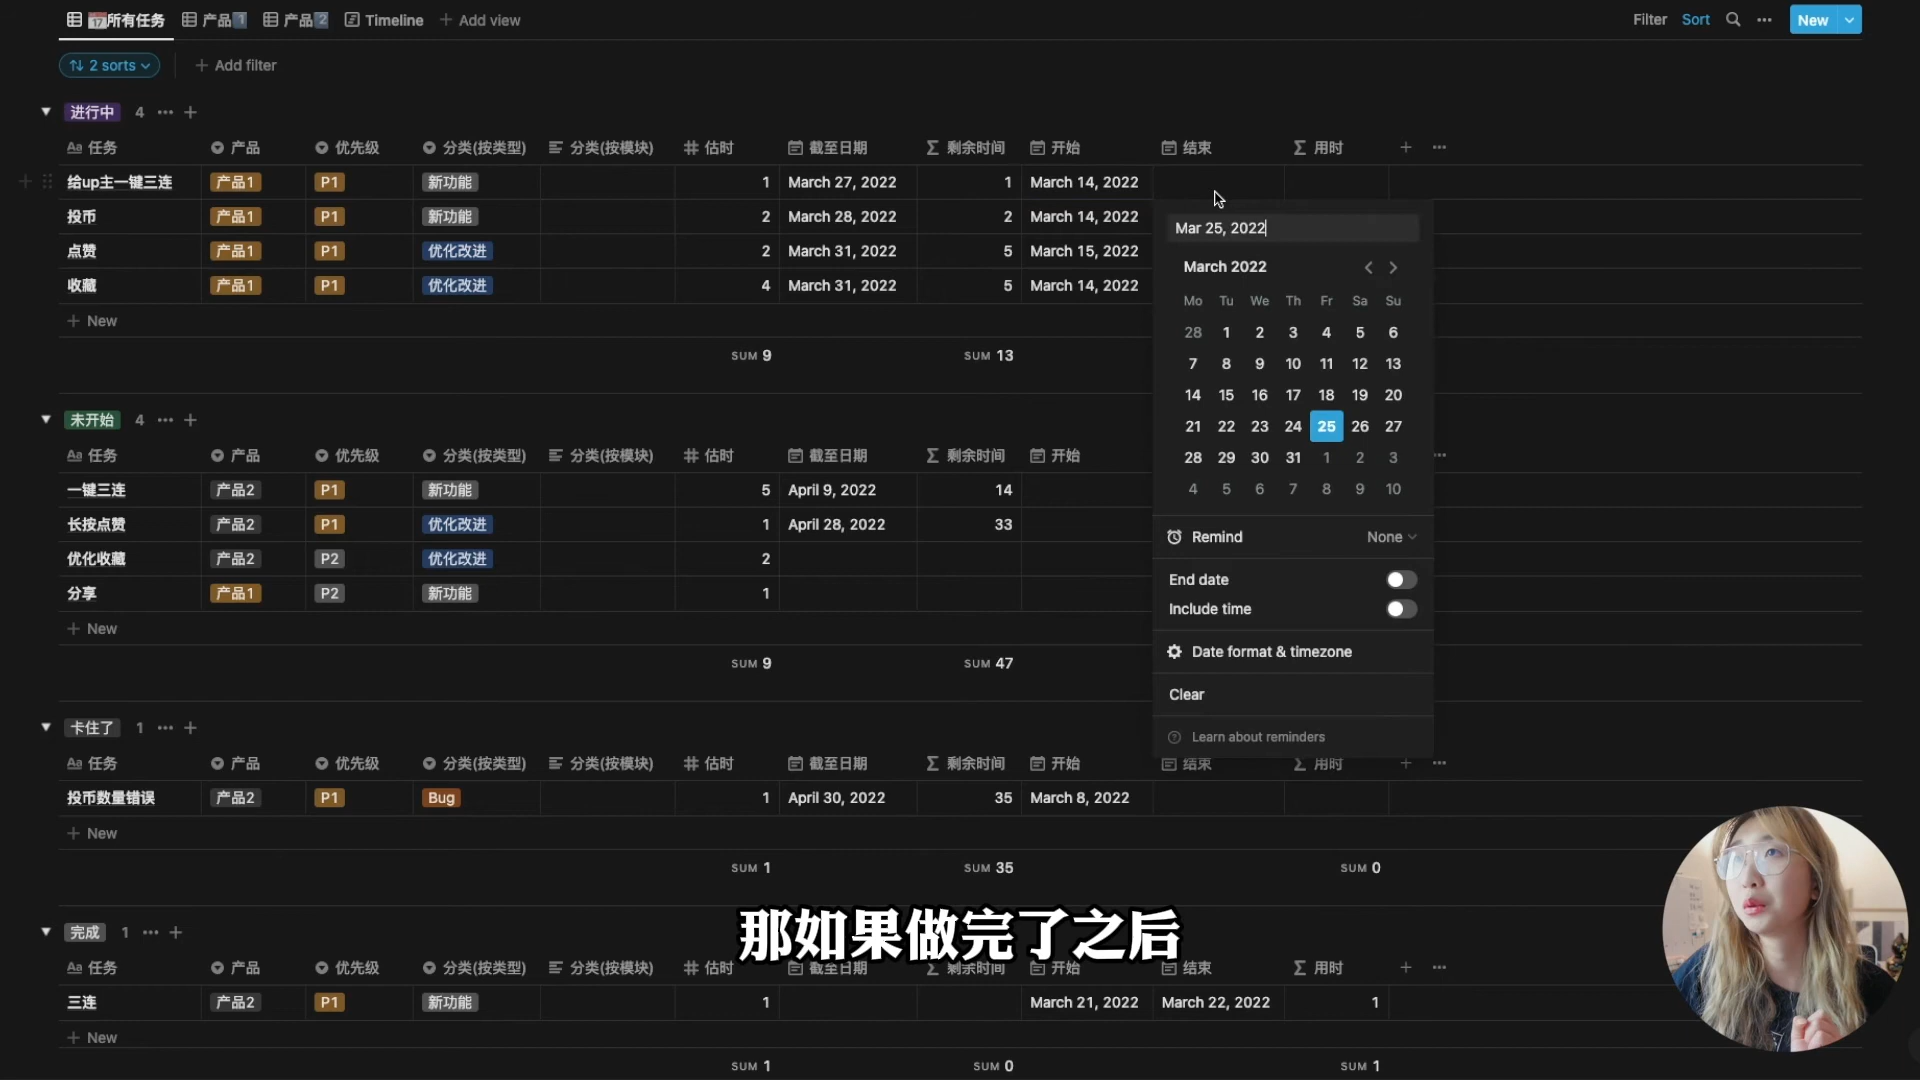 所有任务 产品1 产品2 Timeline + Add view Filter Sort New
2 sorts + Add filter
进行中 4
Aa 任务 产品 优先级 分类(按类型) 分类(按模块) 估时 截至日期 剩余时间 开始 结束 用时
给up主一键三连 产品1 P1 新功能 1 March 27, 2022 1 March 14, 2022
投币 产品1 P1 新功能 2 March 28, 2022 2 March 14, 2022
点赞 产品1 P1 优化改进 2 March 31, 2022 5 March 15, 2022
收藏 产品1 P1 优化改进 4 March 31, 2022 5 March 14, 2022
+ New
SUM 9 SUM 13
Mar 25, 2022
March 2022
Mo Tu We Th Fr Sa Su
28 1 2 3 4 5 6
7 8 9 10 11 12 13
14 15 16 17 18 19 20
21 22 23 24 25 26 27
28 29 30 31 1 2 3
4 5 6 7 8 9 10
Remind None
End date
Include time
Date format & timezone
Clear
Learn about reminders
未开始 4
Aa 任务 产品 优先级 分类(按类型) 分类(按模块) 估时 截至日期 剩余时间 开始
一键三连 产品2 P1 新功能 5 April 9, 2022 14
长按点赞 产品2 P1 优化改进 1 April 28, 2022 33
优化收藏 产品2 P2 优化改进 2
分享 产品1 P2 新功能 1
+ New
SUM 9 SUM 47
卡住了 1
Aa 任务 产品 优先级 分类(按类型) 分类(按模块) 估时 截至日期 剩余时间 开始 结束 用时
投币数量错误 产品2 P1 Bug 1 April 30, 2022 35 March 8, 2022
+ New
SUM 1 SUM 35 SUM 0
那如果做完了之后
完成 1
Aa 任务 产品 优先级 分类(按类型) 分类(按模块) 估时 截至日期 剩余时间 开始 结束 用时
三连 产品2 P1 新功能 1 March 21, 2022 March 22, 2022 1
+ New
SUM 1 SUM 0 SUM 1